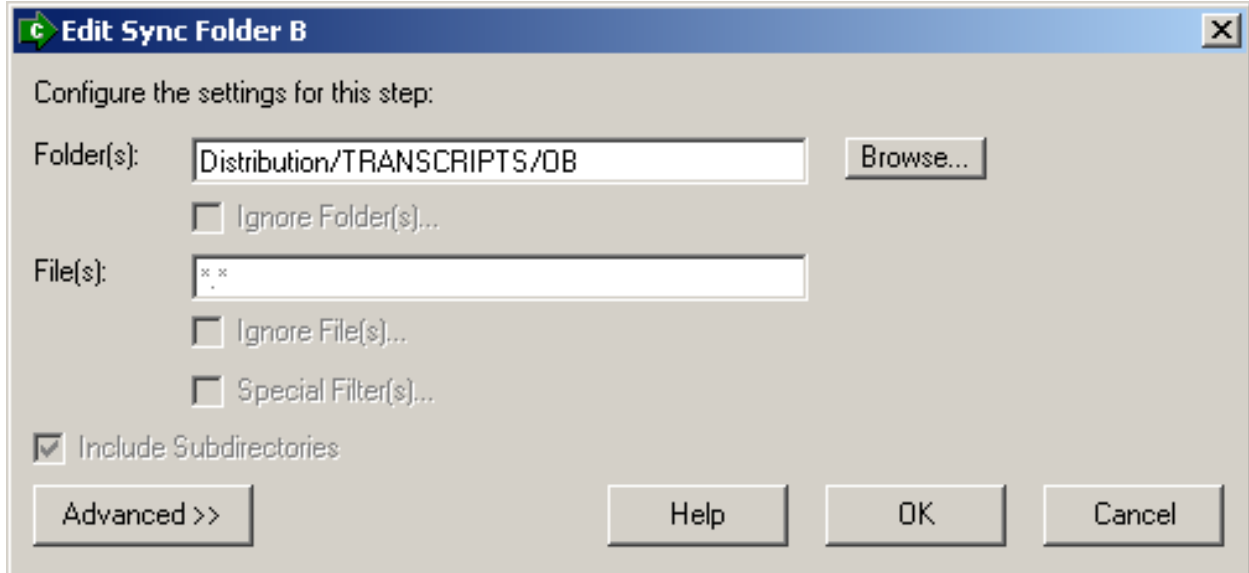 C Edit Sync Folder B
Configure the settings for this step:
Folder(s): Distribution/TRANSCRIPTS/OB Browse...
Ignore Folder(s)...
File(s): *.*
Ignore File(s)...
Special Filter(s)...
Include Subdirectories
Advanced >> Help OK Cancel